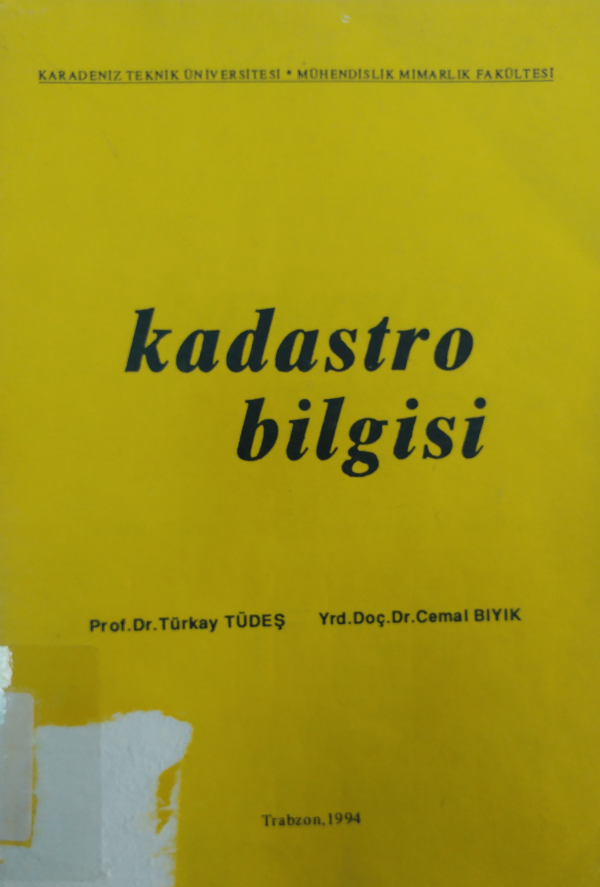 KARADENİZ TEKNİK ÜNİVERSİTESİ * MÜHENDİSLİK MİMARLIK FAKÜLTESİ
kadastro
bilgisi
Prof.Dr.Türkay TÜDEŞ Yrd.Doç.Dr.Cemal BIYIK
Trabzon,1994